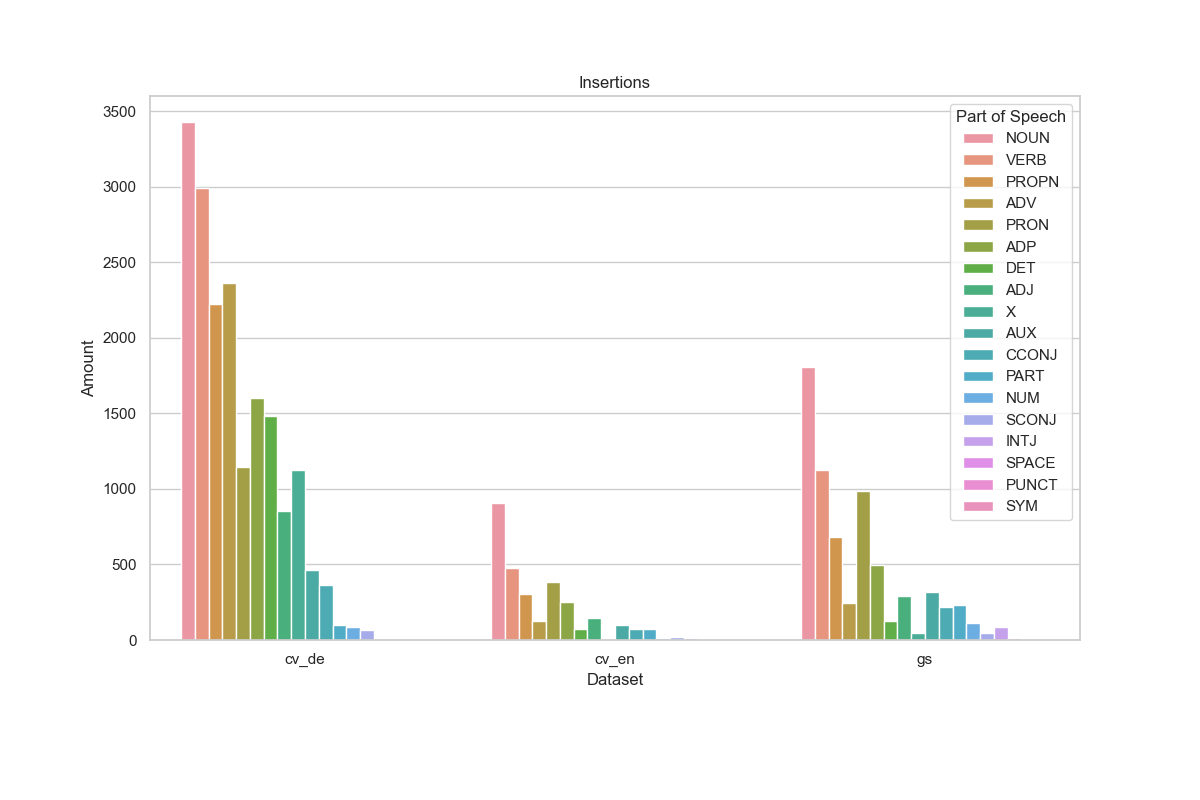 Insertions
3500
3000
2500
2000
1500
1000
500
0
Amount
cv_de
cv_en
gs
Dataset
Part of Speech
NOUN
VERB
PROPN
ADV
PRON
ADP
DET
ADJ
X
AUX
CCONJ
PART
NUM
SCONJ
INTJ
SPACE
PUNCT
SYM